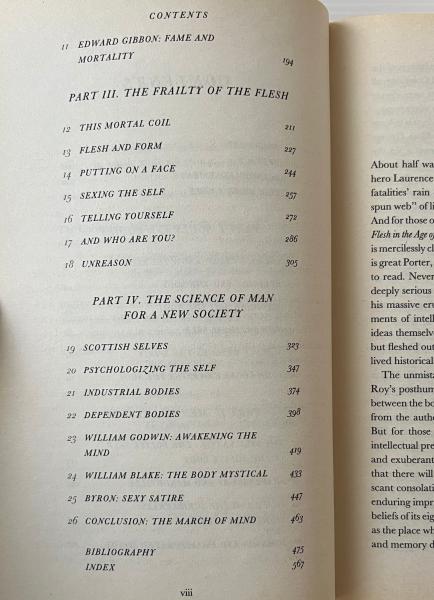 CONTENTS
11 EDWARD GIBBON: FAME AND
MORTALITY 194
PART III. THE FRAILTY OF THE FLESH
12 THIS MORTAL COIL 211
13 FLESH AND FORM 227
14 PUTTING ON A FACE 244
15 SEXING THE SELF 257
16 TELLING YOURSELF 272
17 AND WHO ARE YOU? 286
18 UNREASON 305
PART IV. THE SCIENCE OF MAN
FOR A NEW SOCIETY
19 SCOTTISH SELVES 323
20 PSYCHOLOGIZING THE SELF 347
21 INDUSTRIAL BODIES 374
22 DEPENDENT BODIES 398
23 WILLIAM GODWIN: AWAKENING THE
MIND 419
24 WILLIAM BLAKE: THE BODY MYSTICAL 433
25 BYRON: SEXY SATIRE 447
26 CONCLUSION: THE MARCH OF MIND 463
BIBLIOGRAPHY 475
INDEX 567
viii
About half wa
hero Laurence
fatalities' rain
spun web" of li
And for those o
Flesh in the Age of
is mercilessly cl
is great Porter,
to read. Never
deeply serious
his massive eru
ments of intell
ideas themselv
but fleshed out
lived historical
The unmista
Roy's posthum
between the bo
from the autho
But for those
intellectual pre
and exuberant
that there will
scant consolati
enduring impr
beliefs of its eig
as the place wh
and memory d